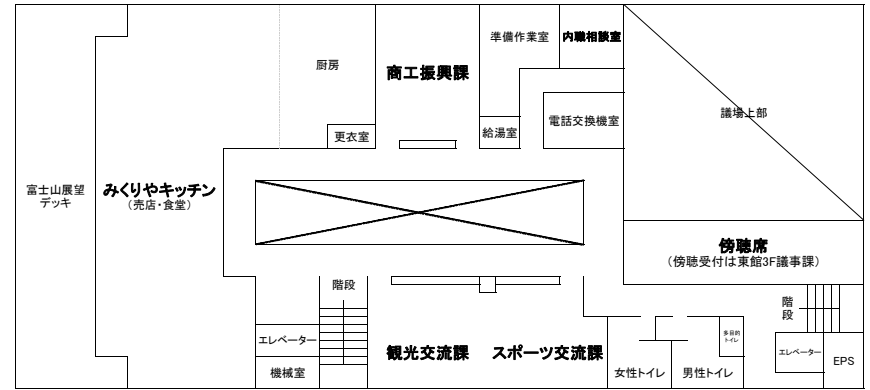 準備作業室
内職相談室
厨房
商工振興課
議場上部
電話交換機室
更衣室
給湯室
富士山展望
デッキ
みくりやキッチン
（売店・食堂）
傍聴席
（傍聴受付は東館3F議事課）
階段
階
段
エレベーター
多目的
トイレ
観光交流課
スポーツ交流課
エレベーター
EPS
機械室
女性トイレ
男性トイレ